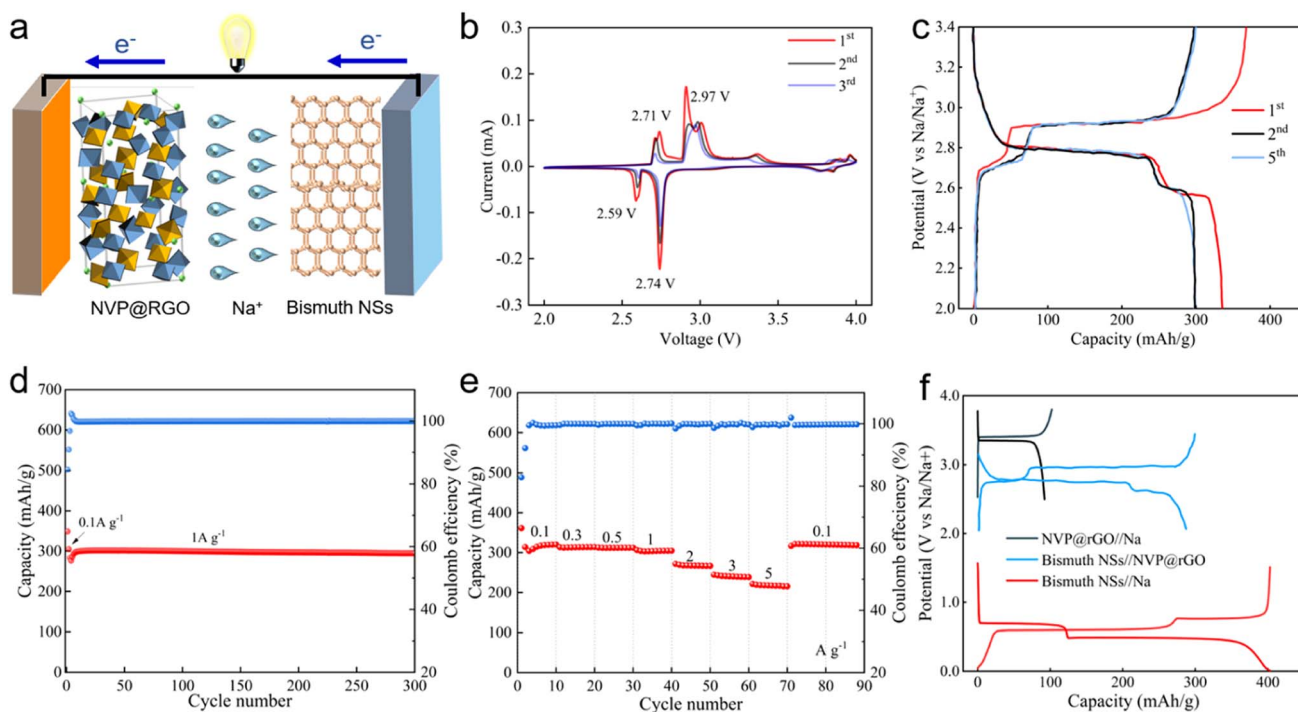 a
e-
e-
NVP@RGO
Na+
Bismuth NSs
b
0.3
0.2
0.1
0.0
-0.1
-0.2
-0.3
Current (mA)
1st
2nd
3rd
2.71 V
2.97 V
2.59 V
2.74 V
2.0
2.5
3.0
3.5
4.0
Voltage (V)
c
3.4
3.2
3.0
2.8
2.6
2.4
2.2
2.0
Potential (V vs Na/Na+)
1st
2nd
5th
0
100
200
300
400
Capacity (mAh/g)
d
700
600
500
400
300
200
100
0
Capacity (mAh/g)
0.1A g-1
1A g-1
100
80
60
40
20
Coulomb effciency (%)
0
50
100
150
200
250
300
Cycle number
e
700
600
500
400
300
200
100
0
Capacity (mAh/g)
0.1
0.3
0.5
1
2
3
5
0.1
A g-1
100
80
60
40
20
Coulomb effeciency (%)
0
10
20
30
40
50
60
70
80
90
Cycle number
f
4.0
3.0
2.0
1.0
0.0
Potential (V vs Na/Na+)
NVP@rGO//Na
Bismuth NSs//NVP@rGO
Bismuth NSs//Na
0
100
200
300
400
Capacity (mAh/g)